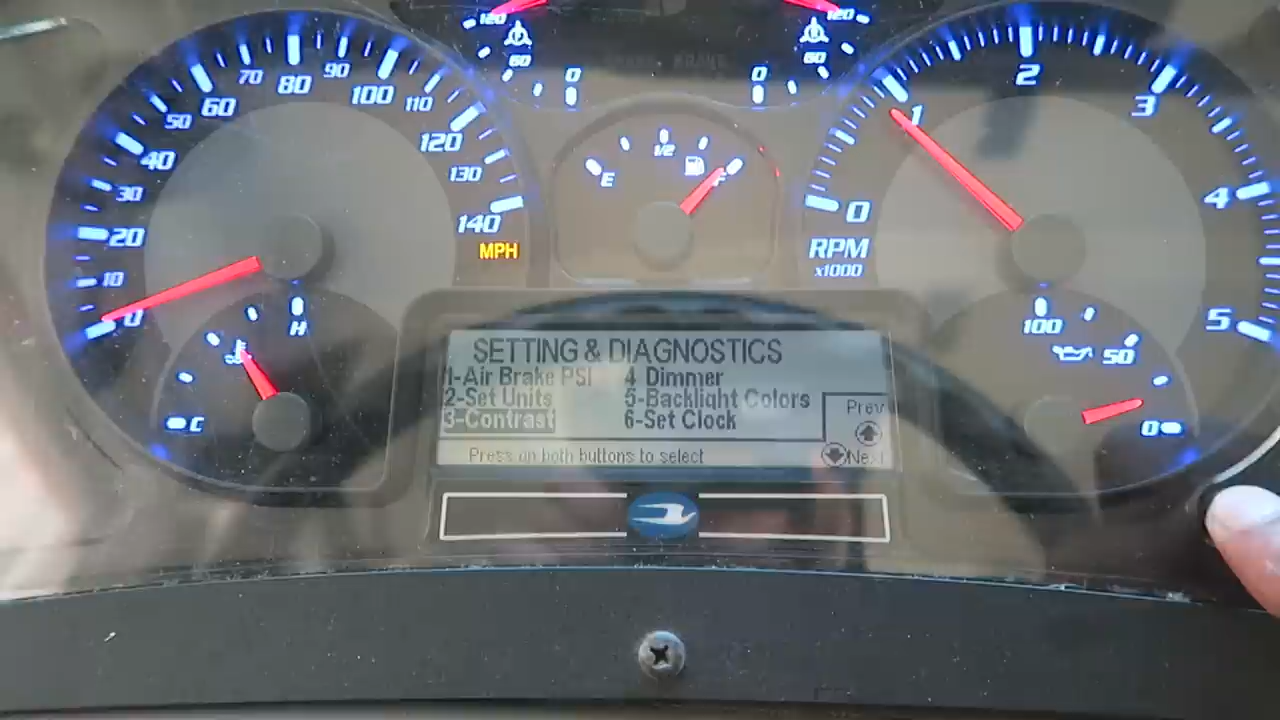 120
60
0
120
60
0
BRAKE
0
10
20
30
40
50
60
70
80
90
100
110
120
130
140
MPH
E
1/2
F
0
1
2
3
4
5
RPM
x1000
C
H
100
50
0
SETTING & DIAGNOSTICS
1-Air Brake PSI
4 Dimmer
2-Set Units
5-Backlight Colors
3-Contrast
6-Set Clock
Prev
Next
Press on both buttons to select